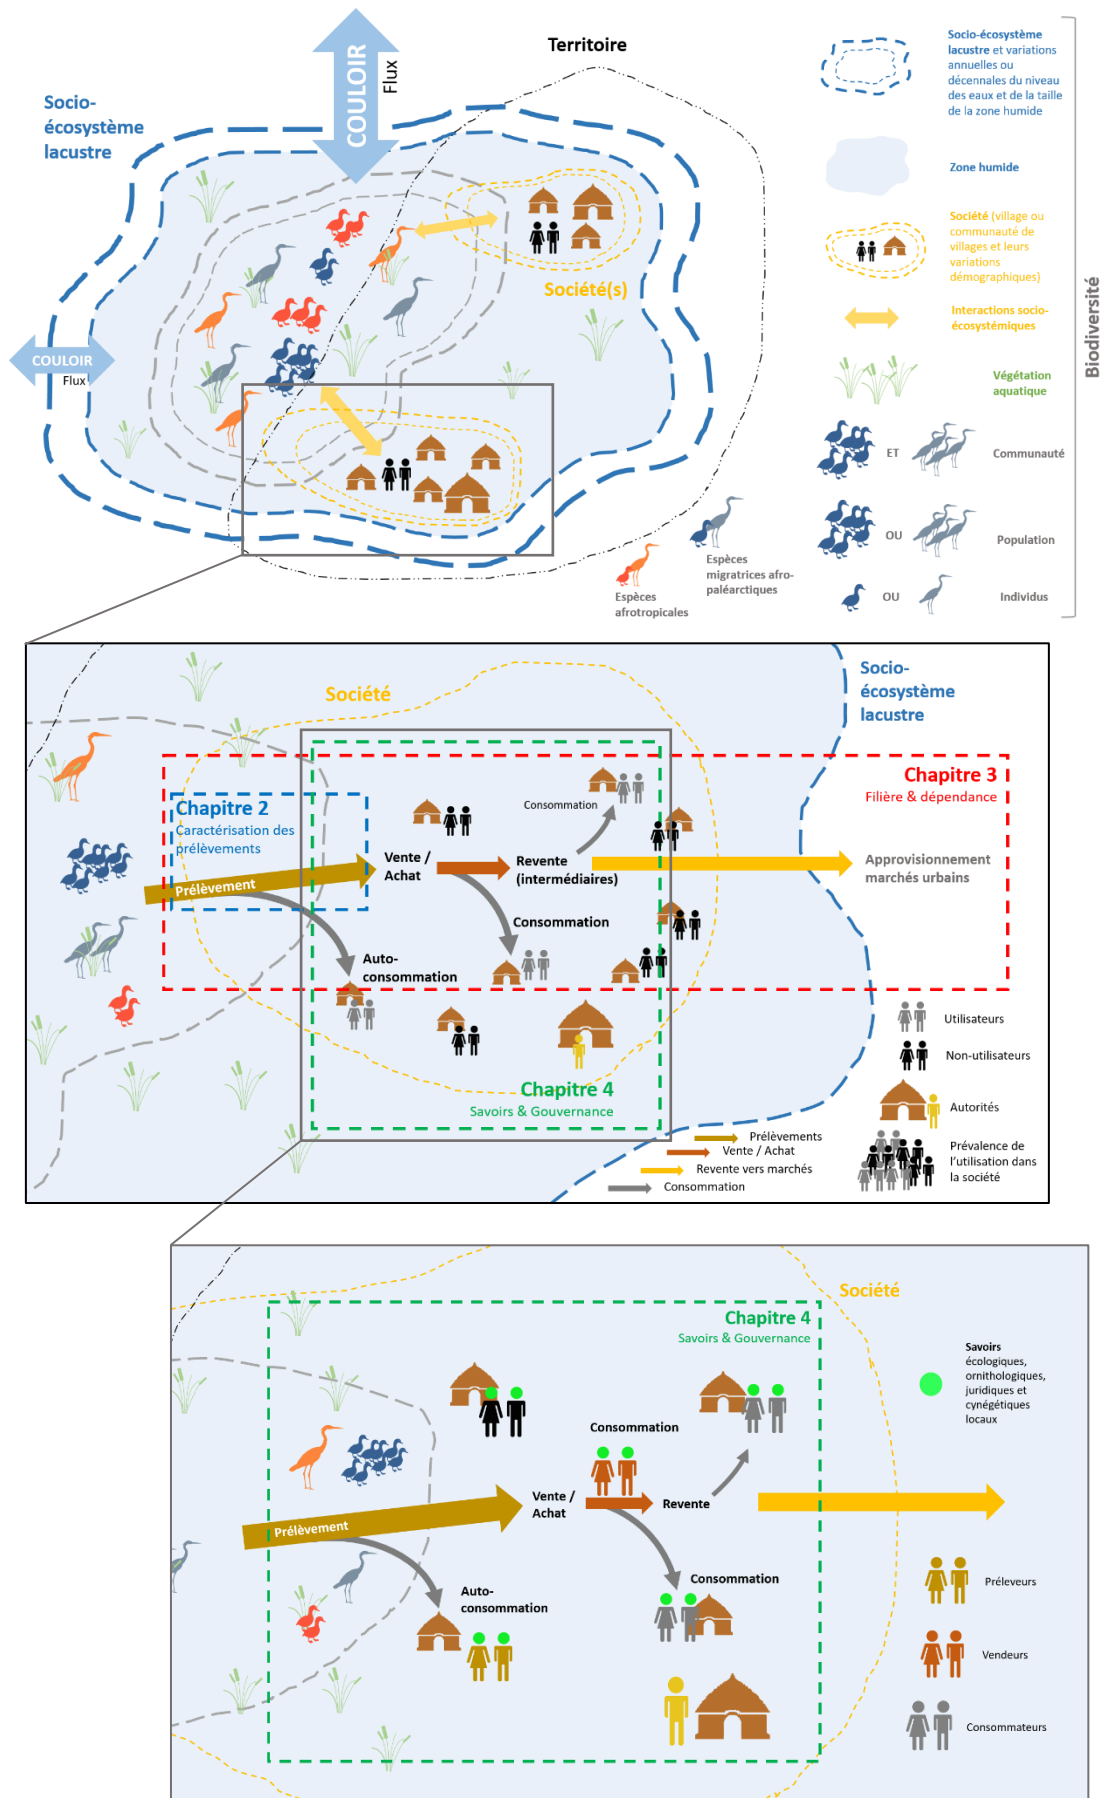 COULOIR
Flux
Territoire
Socio-
écosystème
lacustre
Société(s)
COULOIR
Flux
Espèces
afrotropicales
Espèces
migratrices afro-
paléarctiques
Socio-écosystème
lacustre et variations
annuelles ou
décennales du niveau
des eaux et de la taille
de la zone humide
Zone humide
Société (village ou
communauté de
villages et leurs
variations
démographiques)
Interactions socio-
écosystémiques
Végétation
aquatique
ET
Communauté
OU
Population
OU
Individus
Biodiversité
Société
Socio-
écosystème
lacustre
Chapitre 3
Filière & dépendance
Chapitre 2
Caractérisation des
prélèvements
Prélèvement
Vente /
Achat
Revente
(intermédiaires)
Consommation
Consommation
Auto-
consommation
Approvisionnement
marchés urbains
Chapitre 4
Savoirs & Gouvernance
Utilisateurs
Non-utilisateurs
Autorités
Prévalence de
l'utilisation dans
la société
Prélèvements
Vente / Achat
Revente vers marchés
Consommation
Société
Chapitre 4
Savoirs & Gouvernance
Savoirs
écologiques,
ornithologiques,
juridiques et
cynégétiques
locaux
Consommation
Vente /
Achat
Revente
Prélèvement
Consommation
Auto-
consommation
Préleveurs
Vendeurs
Consommateurs